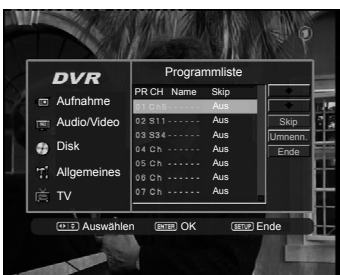 DVR
Aufnahme
Audio/Video
Disk
Allgemeines
TV
Programmliste
PR CH Name Skip
01 Ch5 ------ Aus
02 S11 ------ Aus
03 S34 ------ Aus
04 Ch ------ Aus
05 Ch ------ Aus
06 Ch ------ Aus
07 Ch ------ Aus
Skip
Umnenn.
Ende
Auswählen ENTER OK SETUP Ende